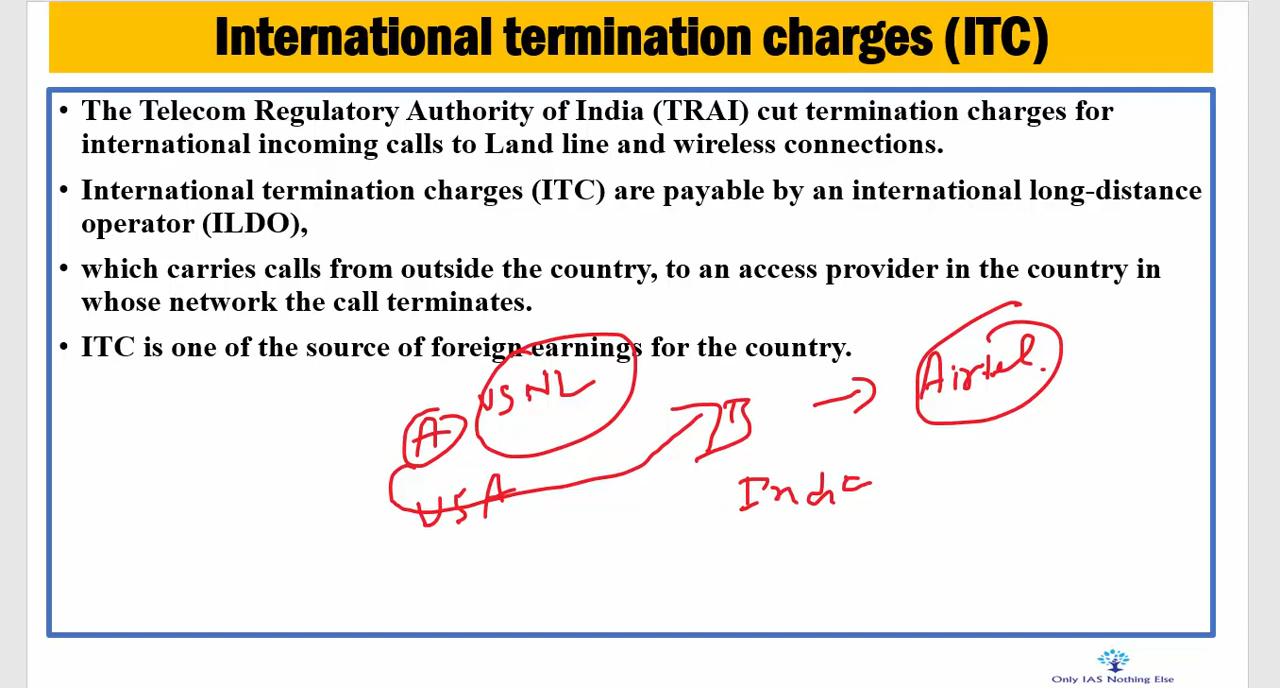 International termination charges (ITC)
• The Telecom Regulatory Authority of India (TRAI) cut termination charges for
international incoming calls to Land line and wireless connections.
• International termination charges (ITC) are payable by an international long-distance
operator (ILDO),
• which carries calls from outside the country, to an access provider in the country in
whose network the call terminates.
• ITC is one of the source of foreign earnings for the country.
VSNL
Airtel.
A
B
USA
India
Only IAS Nothing Else